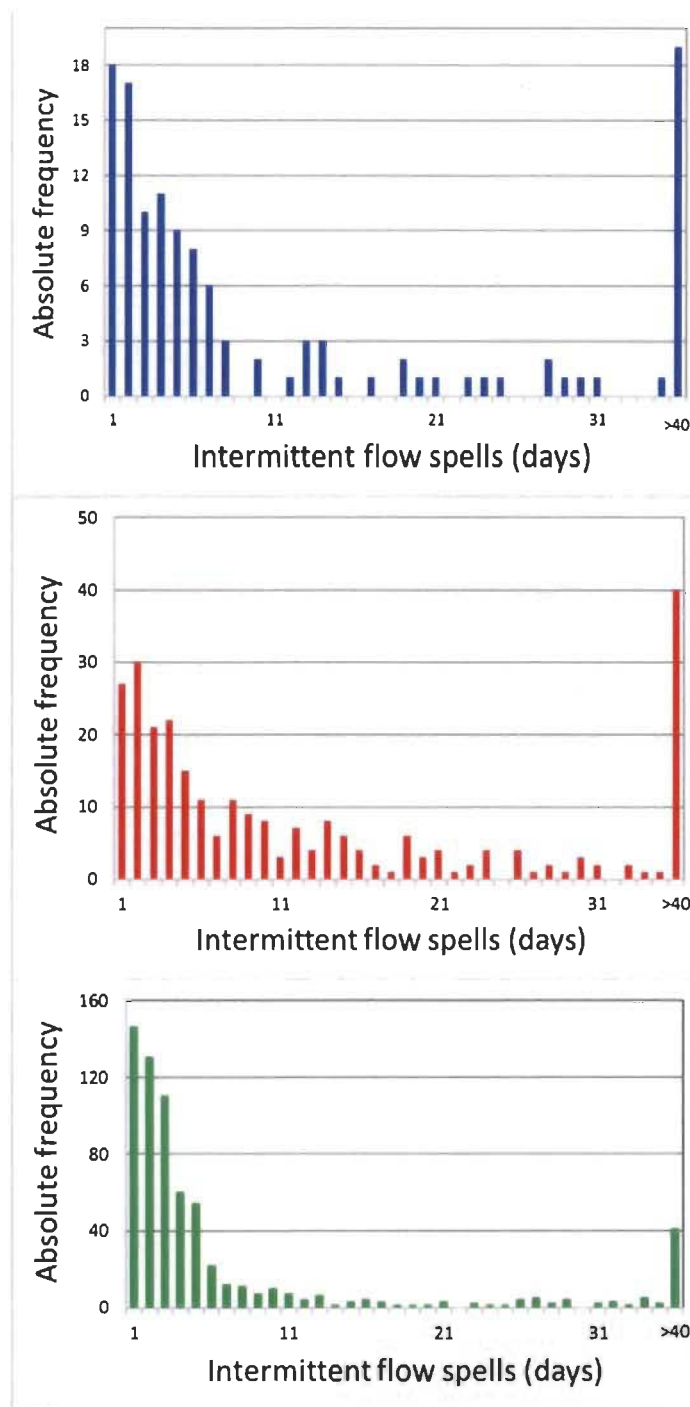 18
15
12
9
6
3
0
Absolute frequency
1 11 21 31 >40
Intermittent flow spells (days)
50
40
30
20
10
0
Absolute frequency
1 11 21 31 >40
Intermittent flow spells (days)
160
120
80
40
0
Absolute frequency
1 11 21 31 >40
Intermittent flow spells (days)